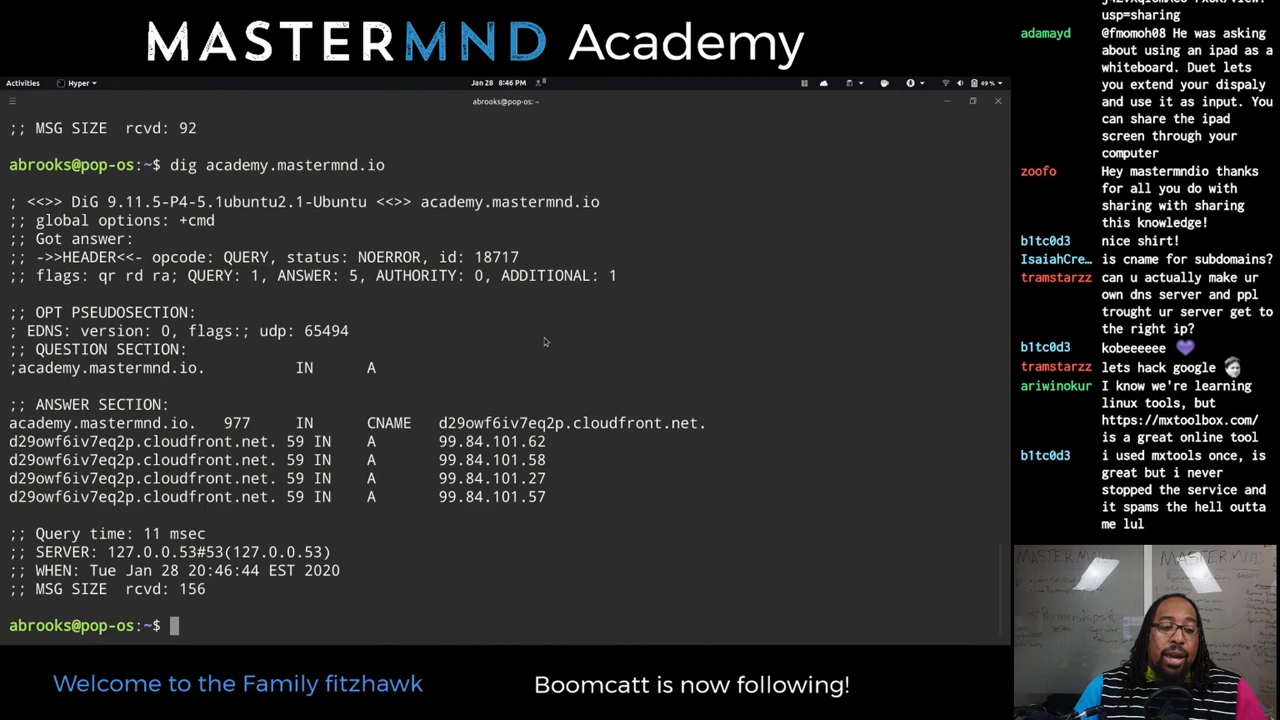 MASTERMND Academy
Activities
Hyper
Jan 28 8:46 PM
49 %
abrooks@pop-os: ~
;; MSG SIZE rcvd: 92
abrooks@pop-os:~$ dig academy.mastermnd.io
; <<>> DiG 9.11.5-P4-5.1ubuntu2.1-Ubuntu <<>> academy.mastermnd.io
;; global options: +cmd
;; Got answer:
;; ->>HEADER<<- opcode: QUERY, status: NOERROR, id: 18717
;; flags: qr rd ra; QUERY: 1, ANSWER: 5, AUTHORITY: 0, ADDITIONAL: 1
;; OPT PSEUDOSECTION:
; EDNS: version: 0, flags:; udp: 65494
;; QUESTION SECTION:
;academy.mastermnd.io. IN A
;; ANSWER SECTION:
academy.mastermnd.io. 977 IN CNAME d29owf6iv7eq2p.cloudfront.net.
d29owf6iv7eq2p.cloudfront.net. 59 IN A 99.84.101.62
d29owf6iv7eq2p.cloudfront.net. 59 IN A 99.84.101.58
d29owf6iv7eq2p.cloudfront.net. 59 IN A 99.84.101.27
d29owf6iv7eq2p.cloudfront.net. 59 IN A 99.84.101.57
;; Query time: 11 msec
;; SERVER: 127.0.0.53#53(127.0.0.53)
;; WHEN: Tue Jan 28 20:46:44 EST 2020
;; MSG SIZE rcvd: 156
abrooks@pop-os:~$
usp=sharing
adamayd @fmomoh08 He was asking
about using an ipad as a
whiteboard. Duet lets
you extend your dispaly
and use it as input. You
can share the ipad
screen through your
computer
zoofo Hey mastermndio thanks
for all you do with
sharing with sharing
this knowledge!
b1tc0d3 nice shirt!
IsaiahCre… is cname for subdomains?
tramstarzz can u actually make ur
own dns server and ppl
trought ur server get to
the right ip?
b1tc0d3 kobeeeeee
tramstarzz lets hack google
ariwinokur I know we're learning
linux tools, but
https://mxtoolbox.com/
is a great online tool
b1tc0d3 i used mxtools once, is
great but i never
stopped the service and
it spams the hell outta
me lul
MASTERMND MASTERMND
Welcome to the Family fitzhawk
Boomcatt is now following!